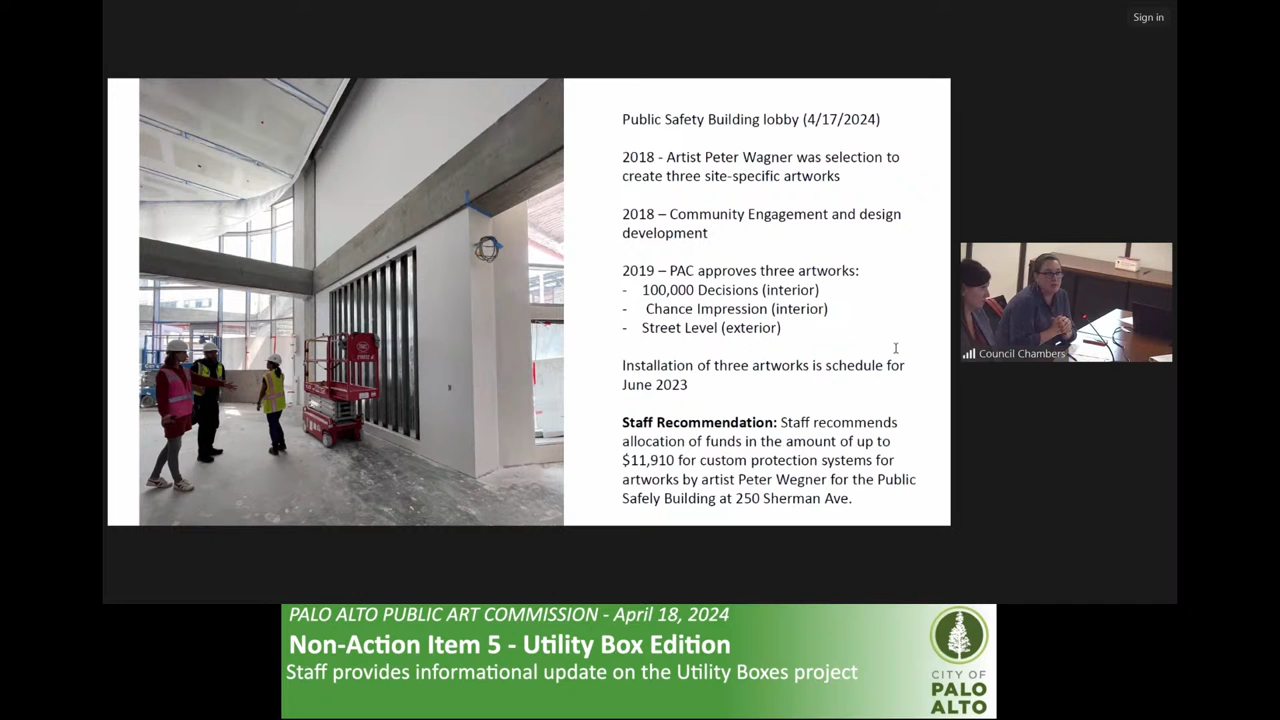 Sign in
Public Safety Building lobby (4/17/2024)
2018 - Artist Peter Wagner was selection to
create three site-specific artworks
2018 – Community Engagement and design
development
2019 – PAC approves three artworks:
- 100,000 Decisions (interior)
- Chance Impression (interior)
- Street Level (exterior)
Installation of three artworks is schedule for
June 2023
Staff Recommendation: Staff recommends
allocation of funds in the amount of up to
$11,910 for custom protection systems for
artworks by artist Peter Wegner for the Public
Safely Building at 250 Sherman Ave.
Council Chambers
PALO ALTO PUBLIC ART COMMISSION - April 18, 2024
Non-Action Item 5 - Utility Box Edition
Staff provides informational update on the Utility Boxes project
CITY OF
PALO
ALTO